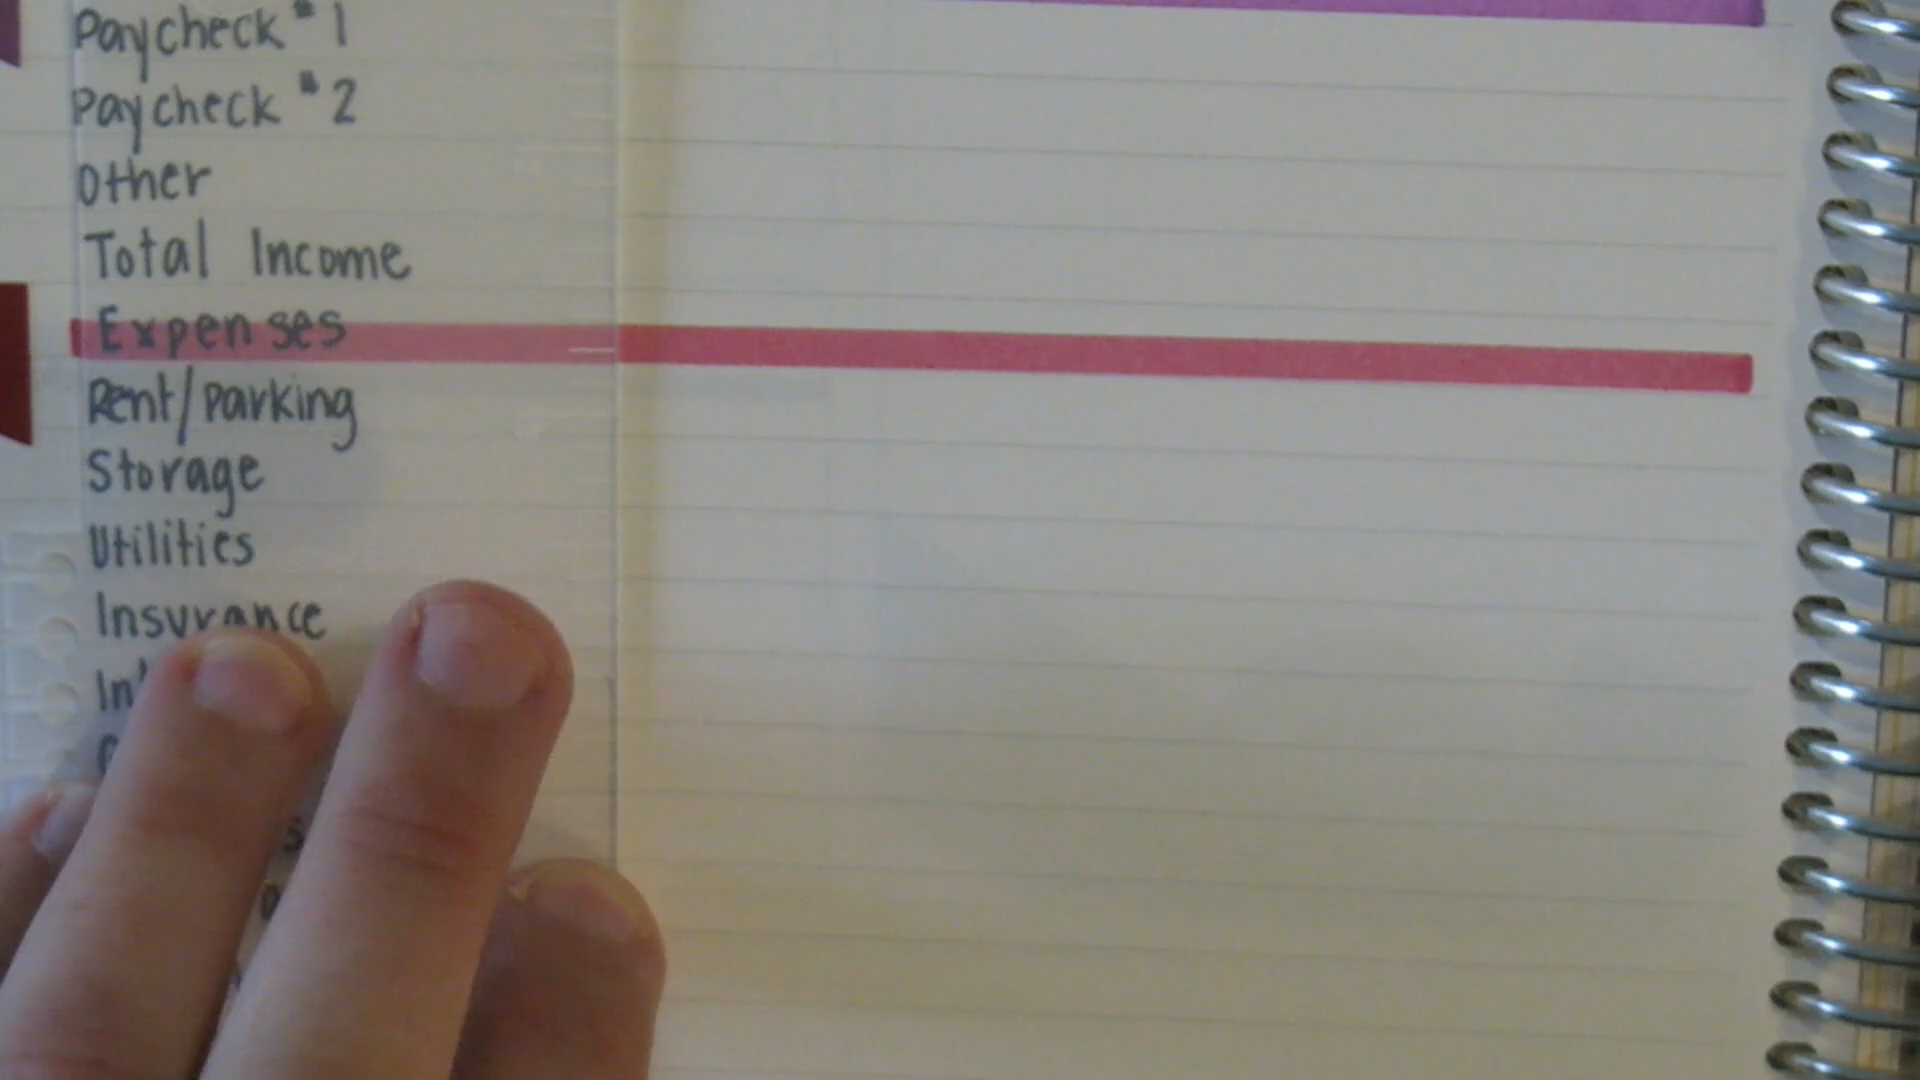 Paycheck #1
Paycheck #2
Other
Total Income
Expenses
Rent/Parking
Storage
Utilities
Insurance